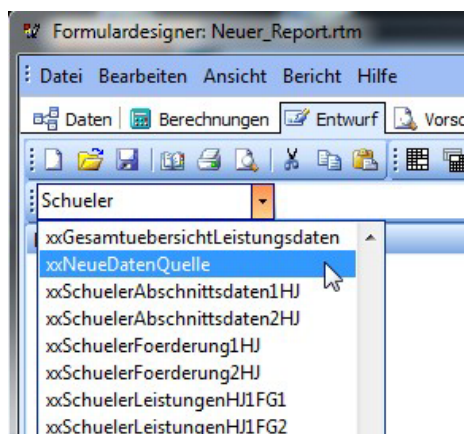 Formulardesigner: Neuer_Report.rtm
Datei Bearbeiten Ansicht Bericht Hilfe
Daten Berechnungen Entwurf
Schueler
xxGesamtuebersichtLeistungsdaten
xxNeueDatenQuelle
xxSchuelerAbschnittsdaten1HJ
xxSchuelerAbschnittsdaten2HJ
xxSchuelerFoerderung1HJ
xxSchuelerFoerderung2HJ
xxSchuelerLeistungenHJ1FG1
xxSchuelerLeistungenHJ1FG2